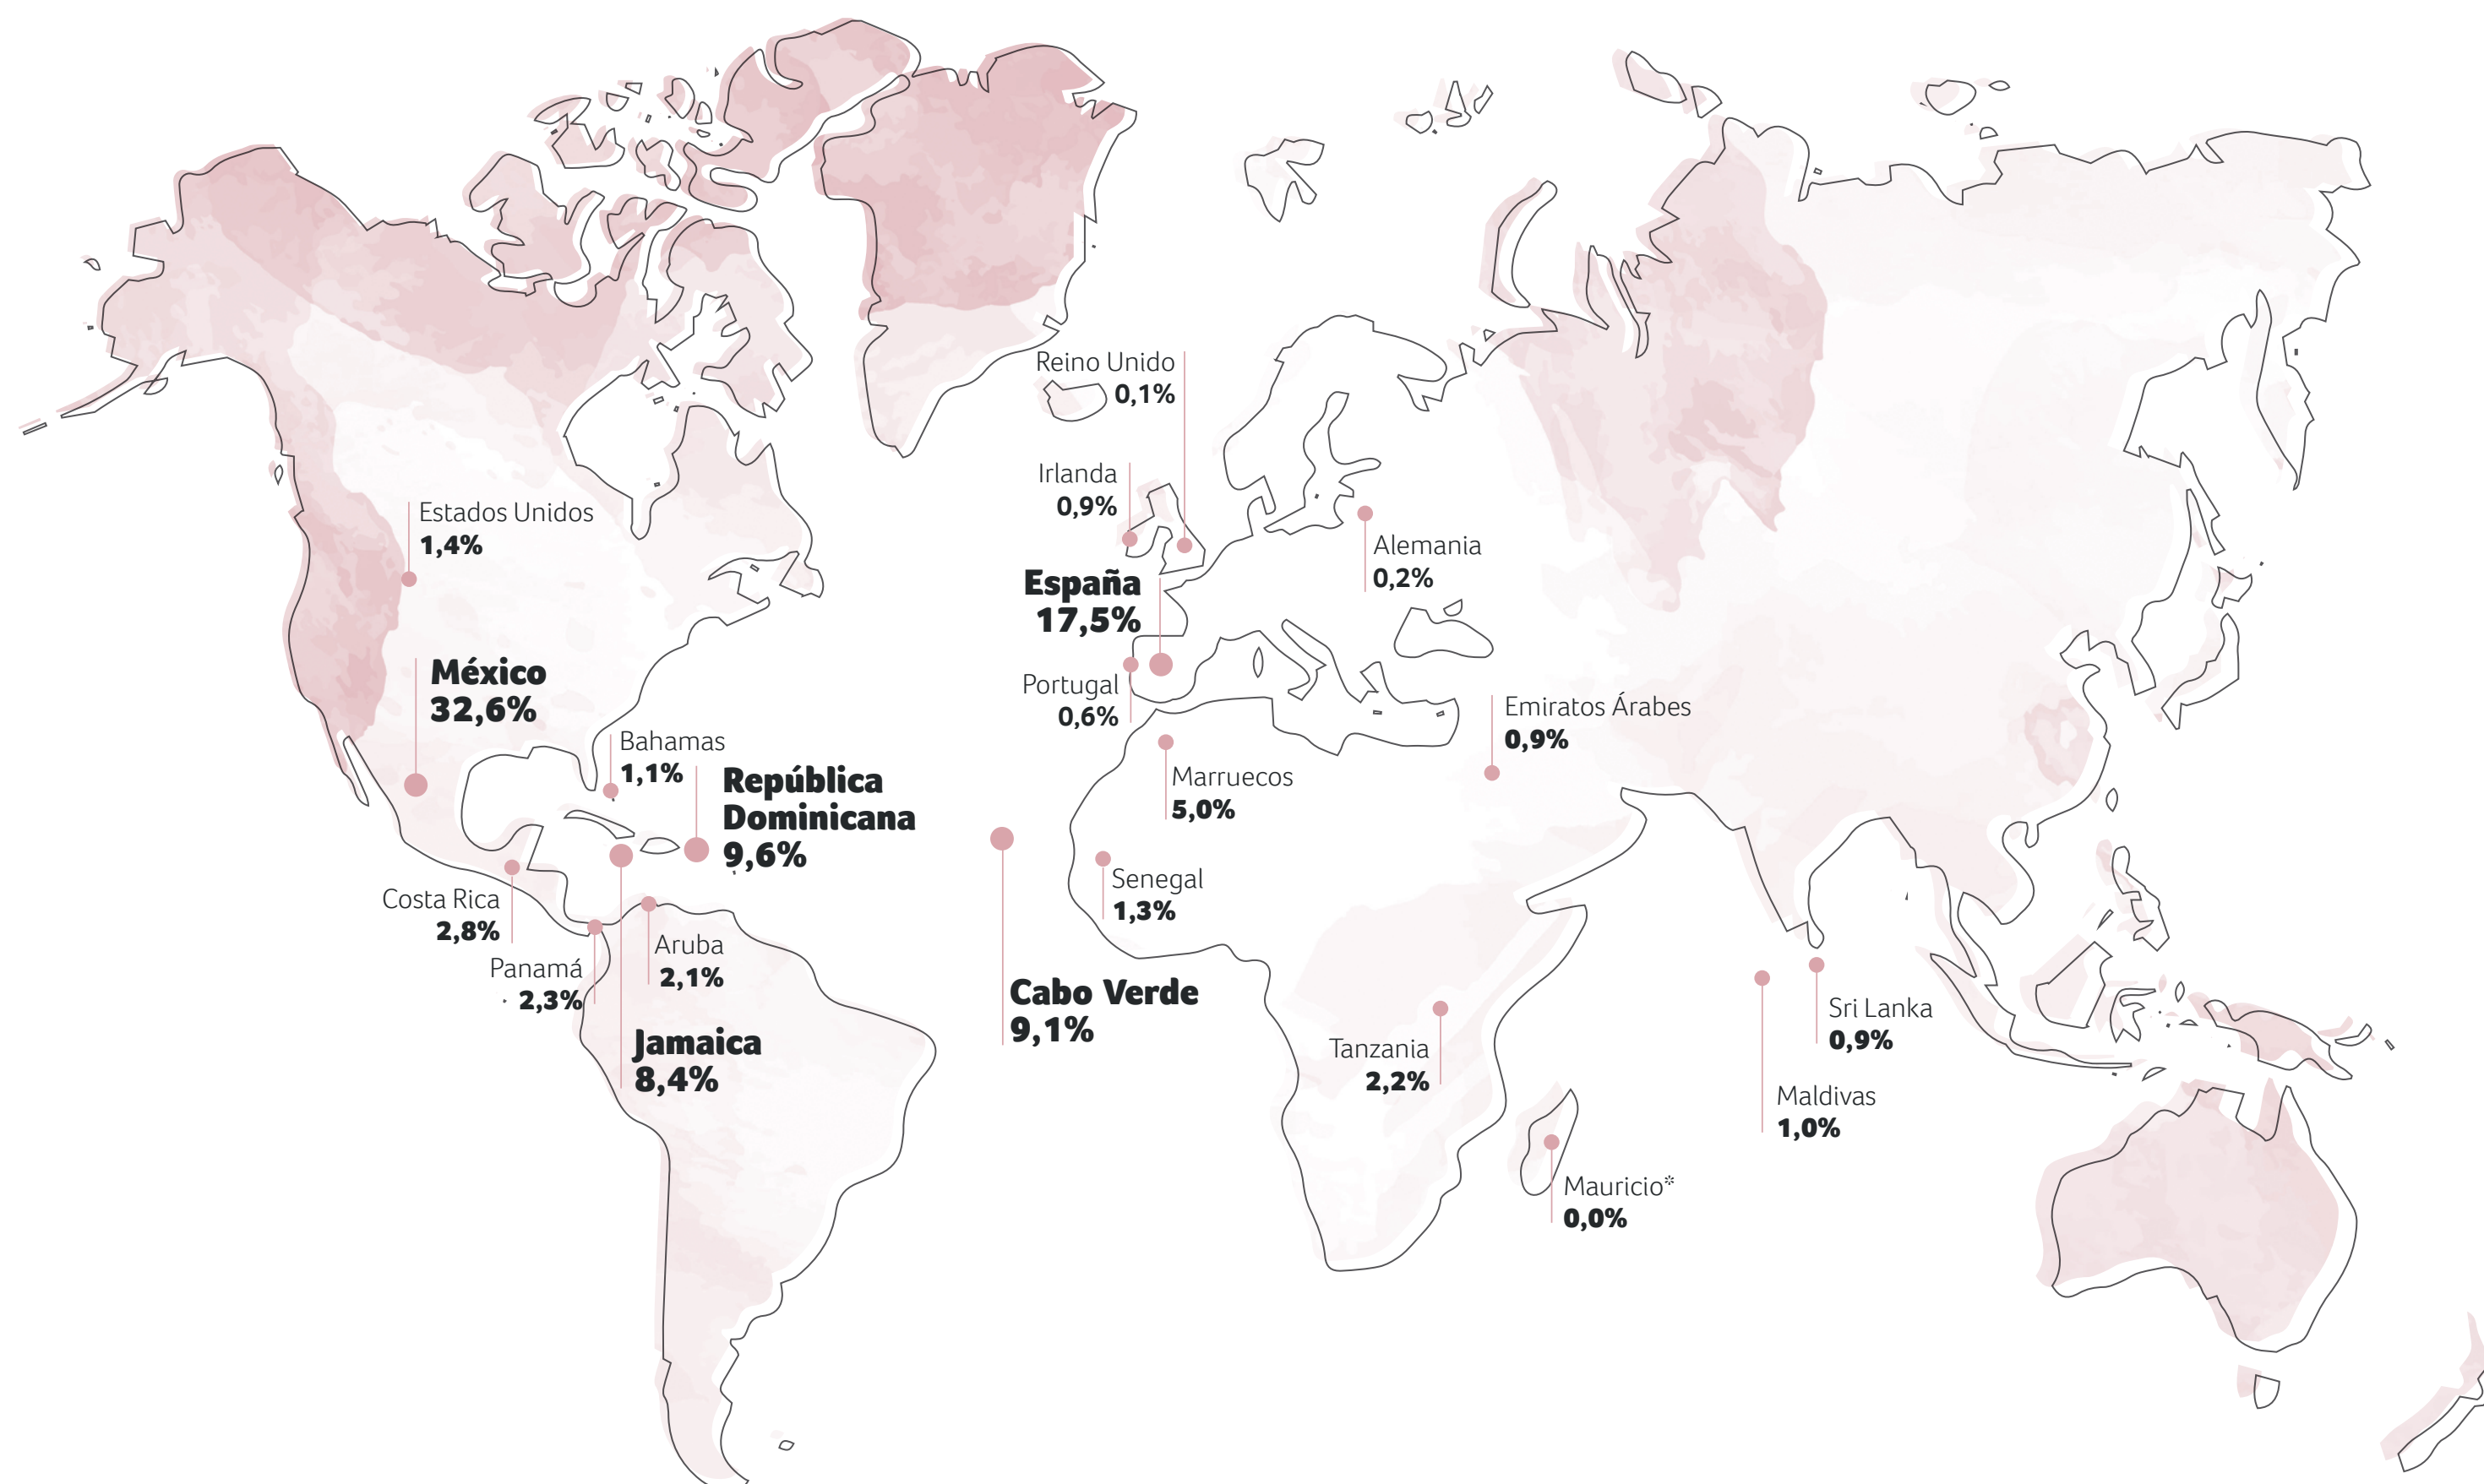 Reino Unido
0,1%
Irlanda
0,9%
Estados Unidos
1,4%
Alemania
0,2%
España
17,5%
México
32,6%
Portugal
0,6%
Emiratos Árabes
0,9%
Bahamas
1,1%
República
Dominicana
9,6%
Marruecos
5,0%
Costa Rica
2,8%
Senegal
1,3%
Aruba
2,1%
Panamá
2,3%
Cabo Verde
9,1%
Jamaica
8,4%
Tanzania
2,2%
Sri Lanka
0,9%
Maldivas
1,0%
Mauricio*
0,0%